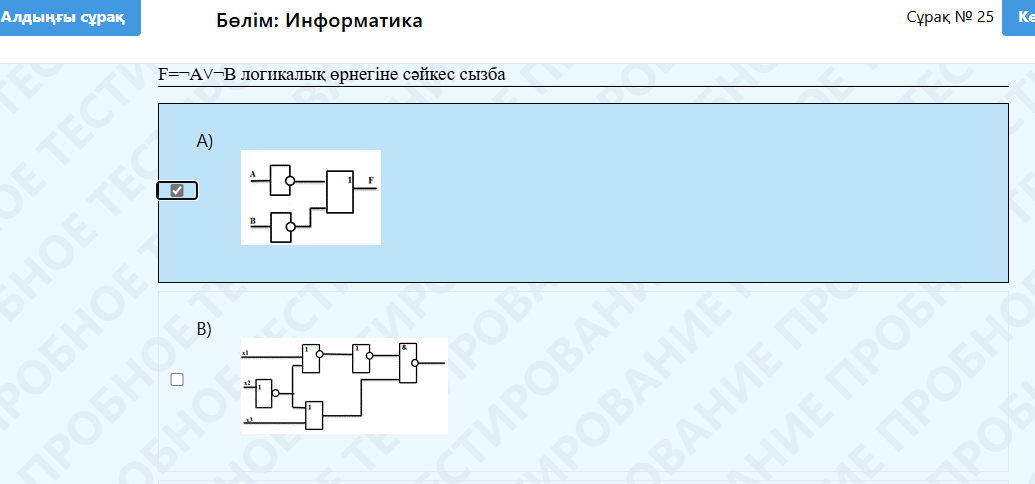 Алдыңғы сұрақ
Бөлім: Информатика
Сұрақ № 25
Ке
F=¬A∨¬B логикалық өрнегіне сәйкес сызба
A)
A
1
F
B
B)
x1
1
1
&
x2
1
x3
1
ПРОБНОЕ ТЕСТИРОВАНИЕ